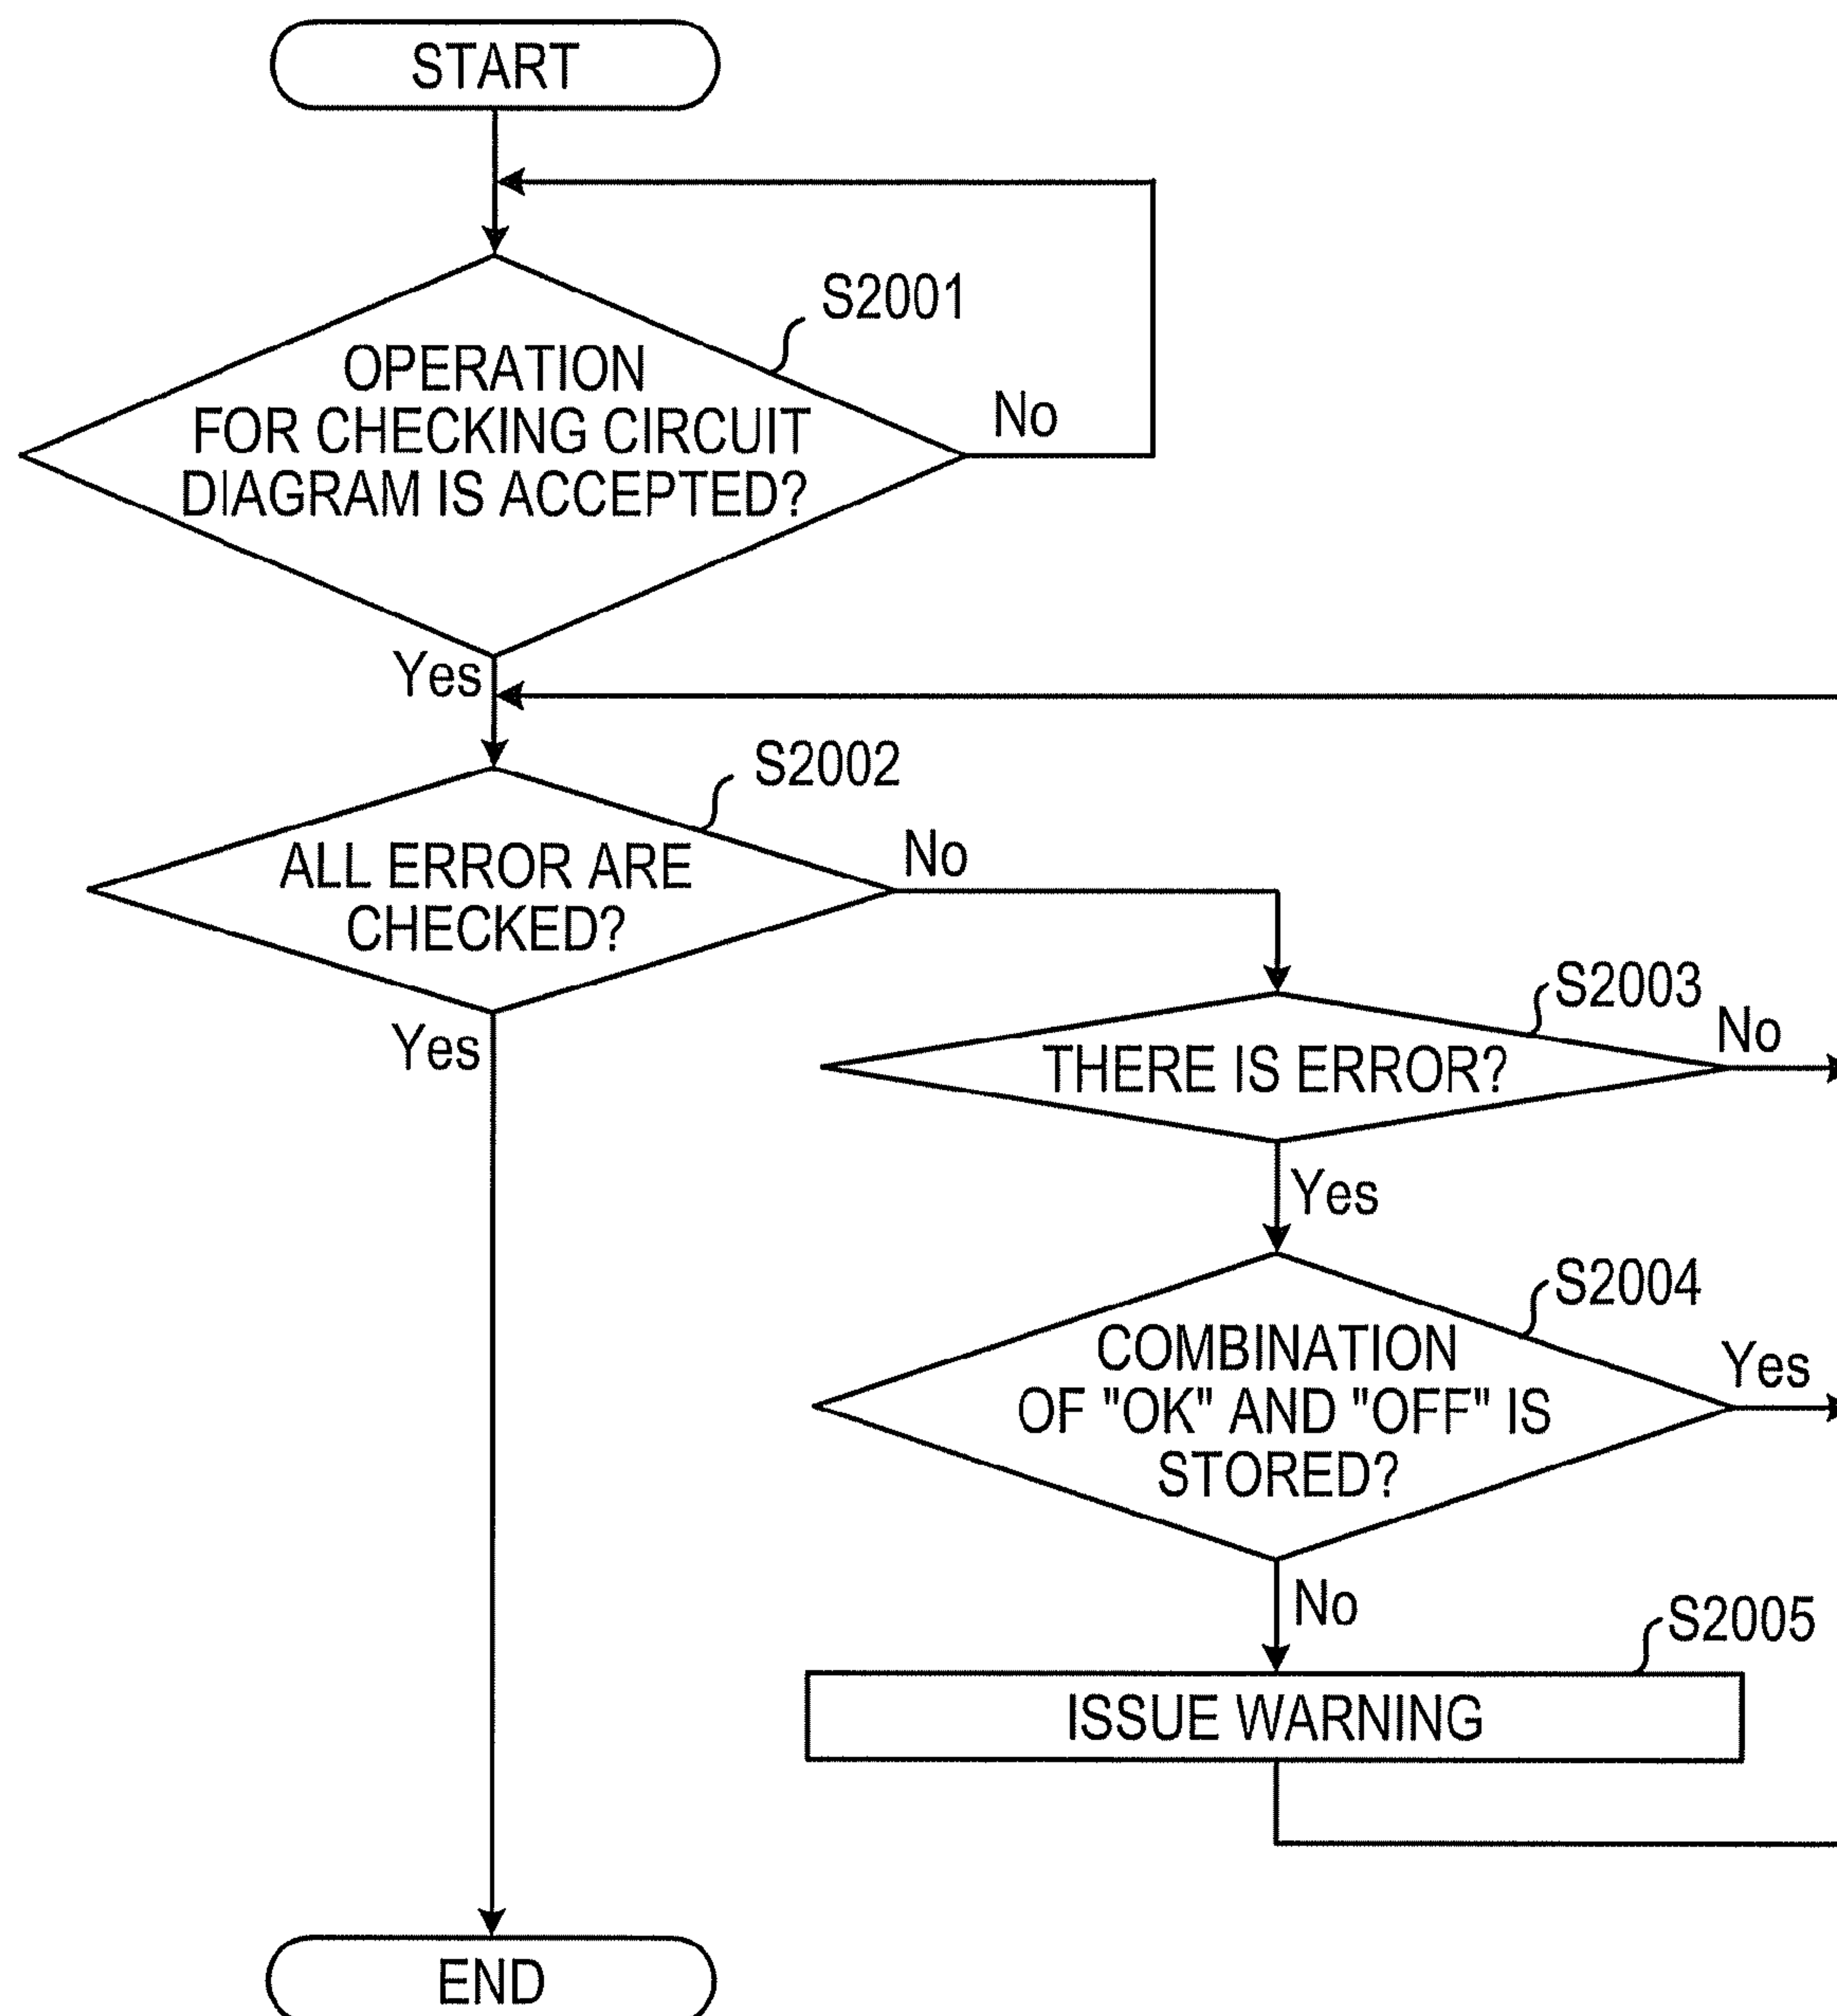 START
S2001
OPERATION
FOR CHECKING CIRCUIT
DIAGRAM IS ACCEPTED?
No
Yes
S2002
ALL ERROR ARE
CHECKED?
No
Yes
S2003
THERE IS ERROR?
No
Yes
S2004
COMBINATION
OF "OK" AND "OFF" IS
STORED?
Yes
No
S2005
ISSUE WARNING
END